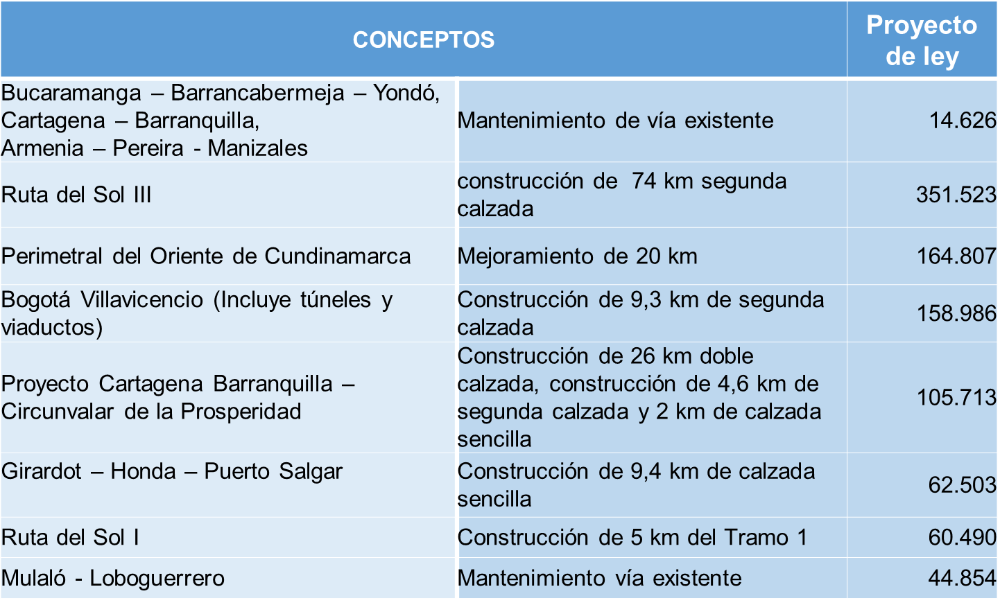 CONCEPTOS
Proyecto
de ley
Bucaramanga – Barrancabermeja – Yondó,
Cartagena – Barranquilla,
Armenia – Pereira - Manizales
Mantenimiento de vía existente
14.626
Ruta del Sol III
construcción de  74 km segunda
calzada
351.523
Perimetral del Oriente de Cundinamarca
Mejoramiento de 20 km
164.807
Bogotá Villavicencio (Incluye túneles y
viaductos)
Construcción de 9,3 km de segunda
calzada
158.986
Proyecto Cartagena Barranquilla –
Circunvalar de la Prosperidad
Construcción de 26 km doble
calzada, construcción de 4,6 km de
segunda calzada y 2 km de calzada
sencilla
105.713
Girardot – Honda – Puerto Salgar
Construcción de 9,4 km de calzada
sencilla
62.503
Ruta del Sol I
Construcción de 5 km del Tramo 1
60.490
Mulaló - Loboguerrero
Mantenimiento vía existente
44.854